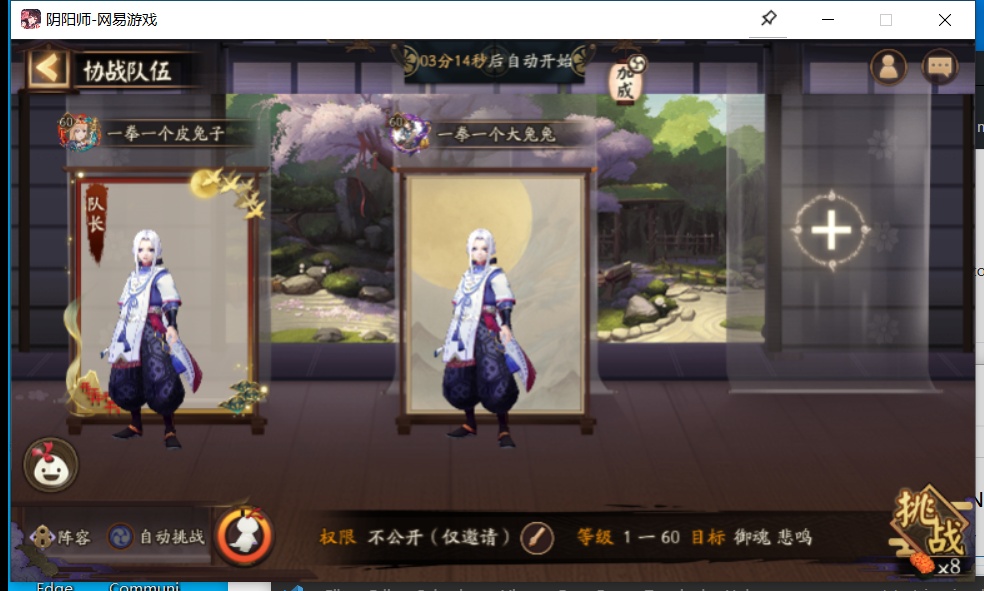 阴阳师-网易游戏
协战队伍
03分14秒后自动开始
加成
60 一拳一个皮兔子
60 一拳一个大兔兔
队长
阵容
自动挑战
权限 不公开（仅邀请）
等级 1 一 60 目标 御魂 悲鸣
挑战
x8
Edge
Communi